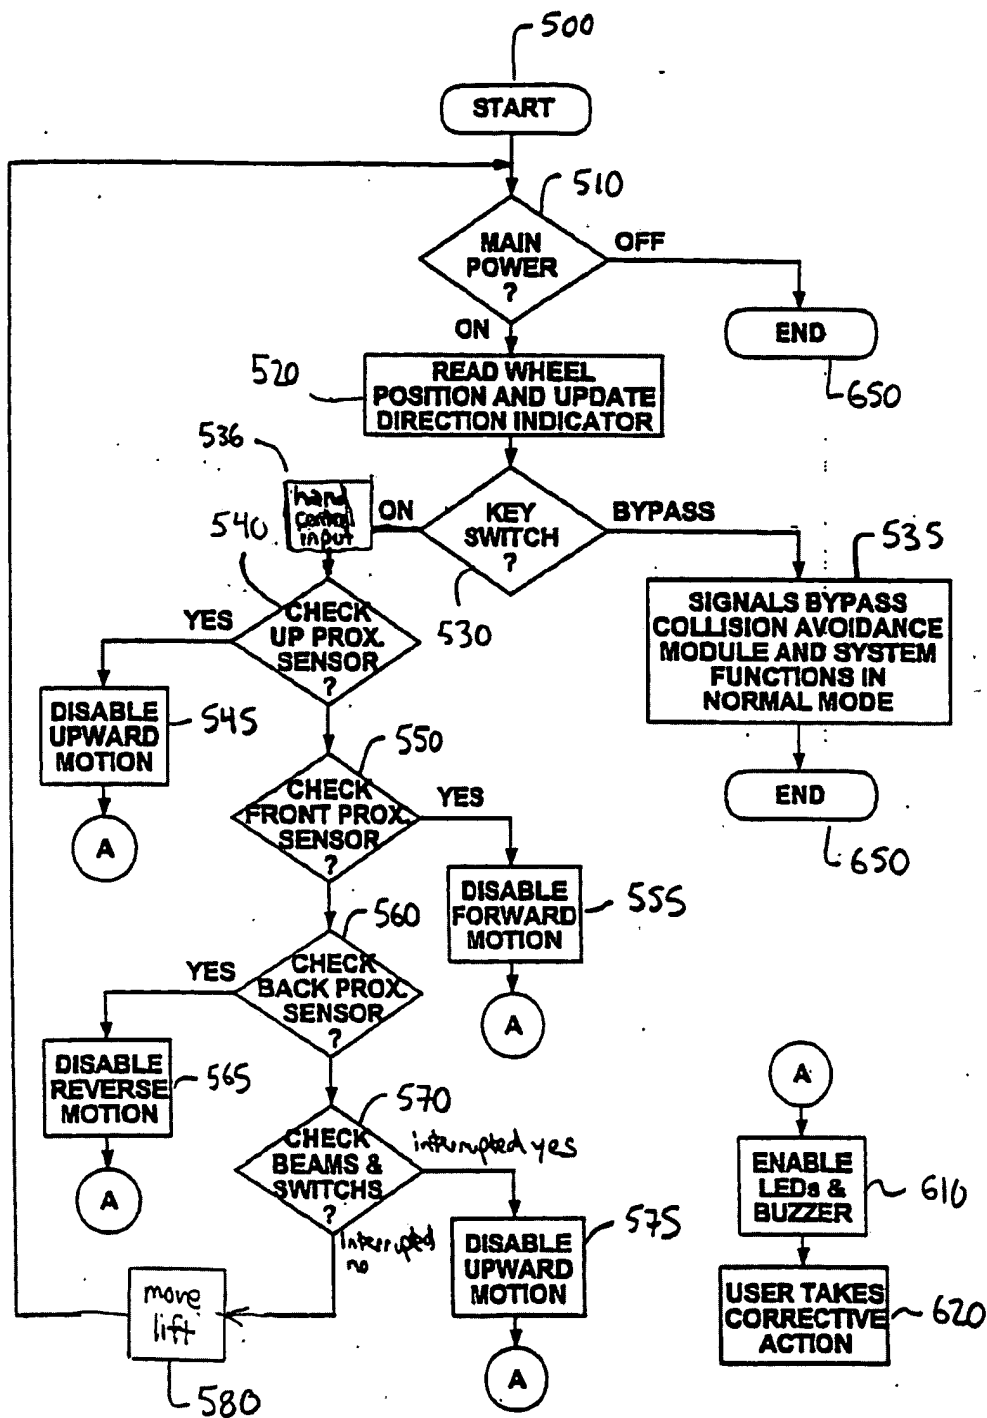 500
START
510
MAIN
POWER
?
OFF
ON
END
650
520
READ WHEEL
POSITION AND UPDATE
DIRECTION INDICATOR
536
hand
control
input
ON
KEY
SWITCH
?
BYPASS
530
535
SIGNALS BYPASS
COLLISION AVOIDANCE
MODULE AND SYSTEM
FUNCTIONS IN
NORMAL MODE
END
650
540
CHECK
UP PROX.
SENSOR
?
YES
DISABLE
UPWARD
MOTION
545
A
550
CHECK
FRONT PROX.
SENSOR
?
YES
DISABLE
FORWARD
MOTION
555
A
560
CHECK
BACK PROX.
SENSOR
?
YES
DISABLE
REVERSE
MOTION
565
A
570
CHECK
BEAMS &
SWITCHS
?
interrupted yes
interrupted
no
DISABLE
UPWARD
MOTION
575
A
move
lift
580
A
ENABLE
LEDs &
BUZZER
610
USER TAKES
CORRECTIVE
ACTION
620